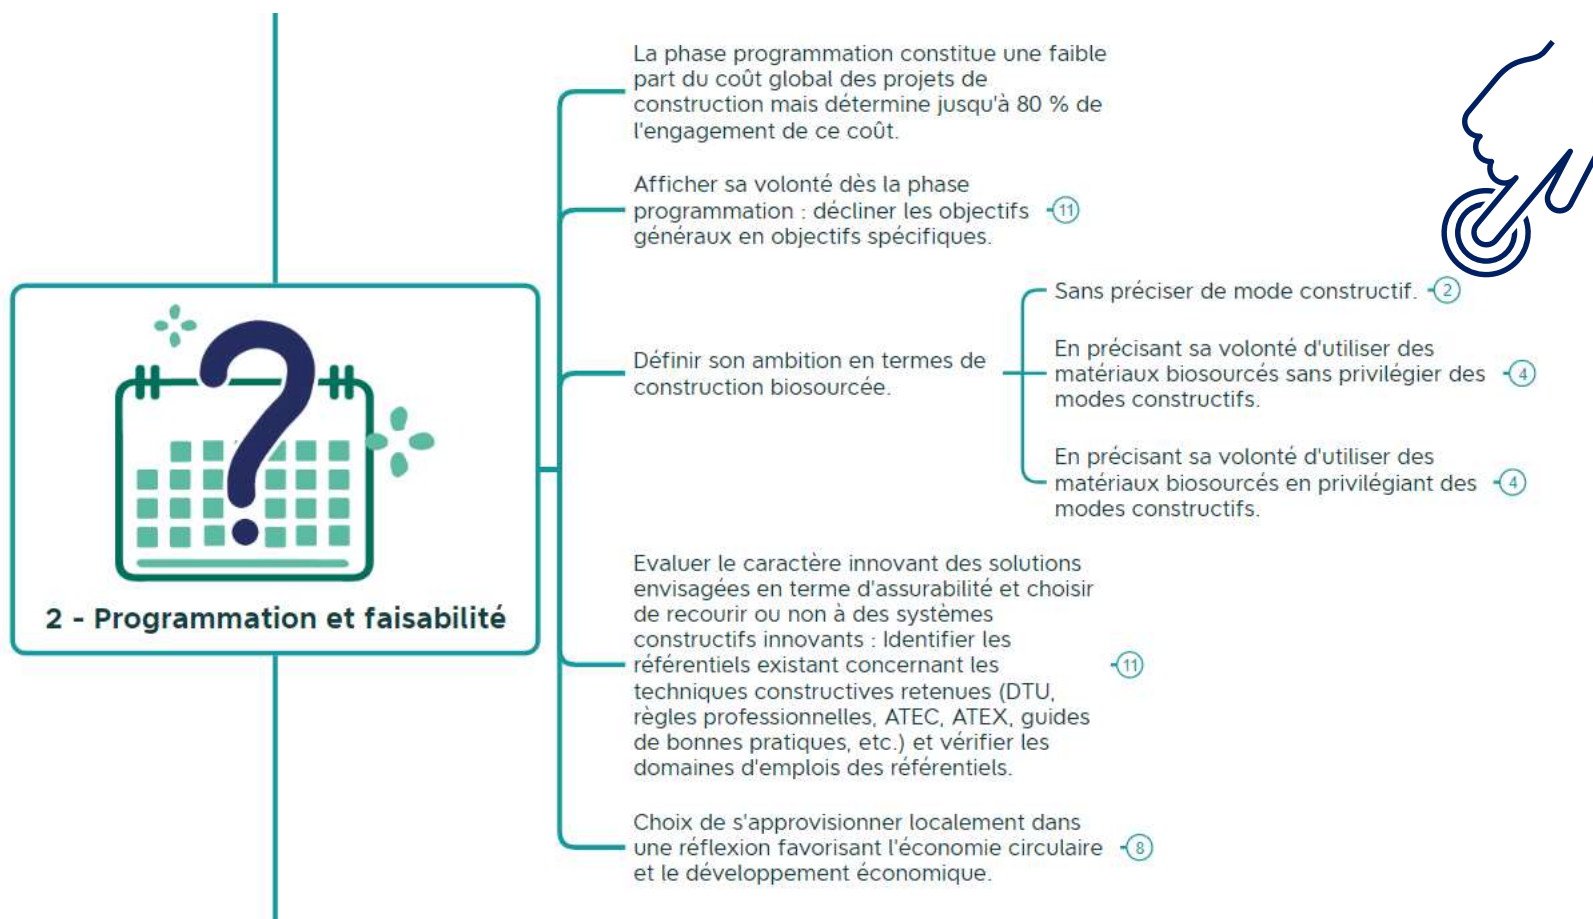 La phase programmation constitue une faible
part du coût global des projets de
construction mais détermine jusqu'à 80 % de
l'engagement de ce coût.
Afficher sa volonté dès la phase
programmation : décliner les objectifs
généraux en objectifs spécifiques.
11
2 - Programmation et faisabilité
Définir son ambition en termes de
construction biosourcée.
Sans préciser de mode constructif.
2
En précisant sa volonté d'utiliser des
matériaux biosourcés sans privilégier des
modes constructifs.
4
En précisant sa volonté d'utiliser des
matériaux biosourcés en privilégiant des
modes constructifs.
4
Evaluer le caractère innovant des solutions
envisagées en terme d'assurabilité et choisir
de recourir ou non à des systèmes
constructifs innovants : Identifier les
référentiels existant concernant les
techniques constructives retenues (DTU,
règles professionnelles, ATEC, ATEX, guides
de bonnes pratiques, etc.) et vérifier les
domaines d'emplois des référentiels.
11
Choix de s'approvisionner localement dans
une réflexion favorisant l'économie circulaire
et le développement économique.
8